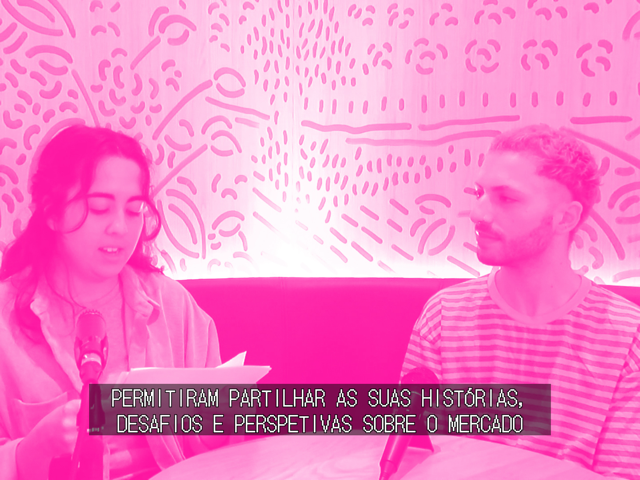 PERMITIRAM PARTILHAR AS SUAS HISTóRIAS,
DESAFIOS E PERSPETIVAS SOBRE O MERCADO